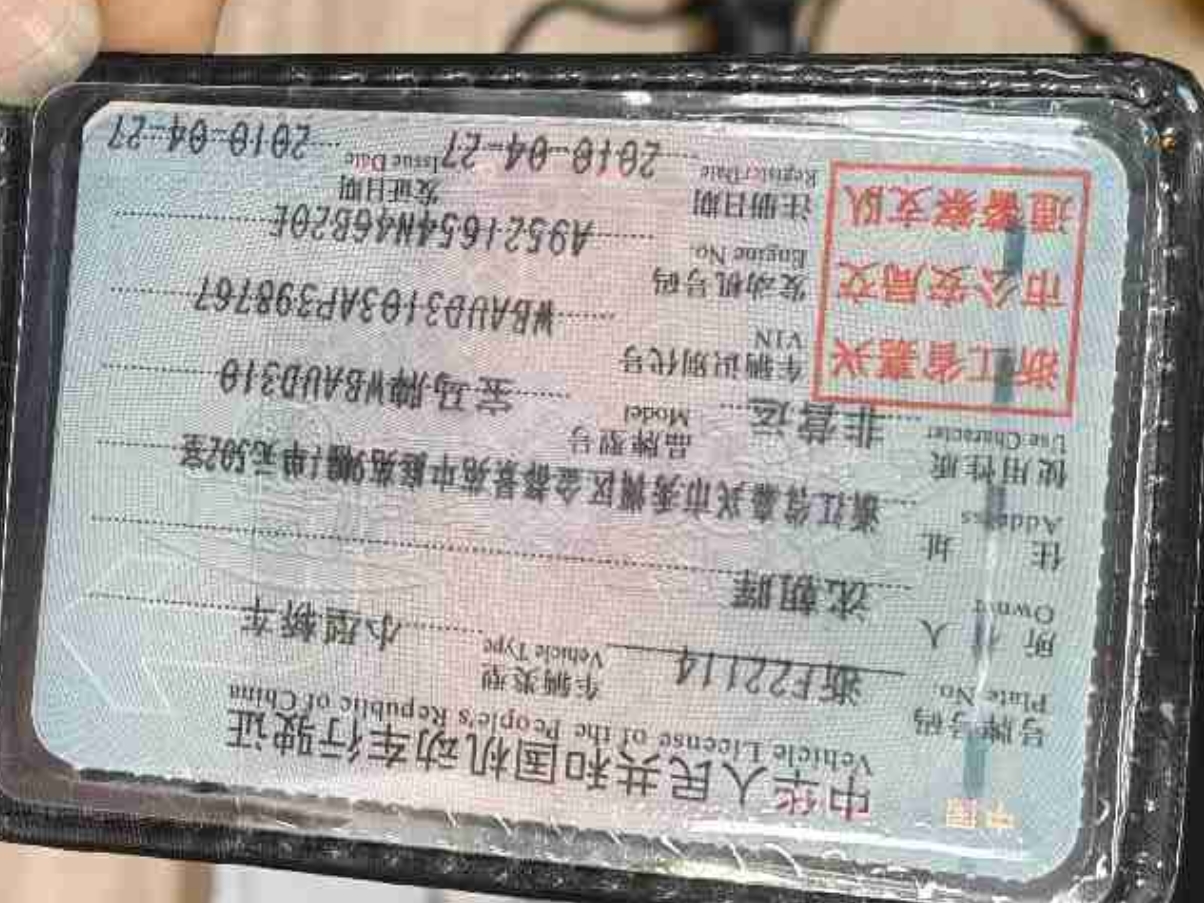 中国
中华人民共和国机动车行驶证
Vehicle License of the People's Republic of China
号牌号码 浙F22114 车辆类型 小型轿车
Plate No. Vehicle Type
所有人 沈朝晖
Owner
住址 浙江省嘉兴市秀洲区金都景苑中庭苑9幢1单元502室
Address
使用性质 非营运 品牌型号 宝马牌WBAUD310
Use Character Model
浙江省嘉兴
市公安局交
通警察支队
车辆识别代号 WBAUD3103AP398767
VIN
发动机号码 A9521654N46B20E
Engine No.
注册日期 2010-04-27 发证日期 2010-04-27
Register Date Issue Date